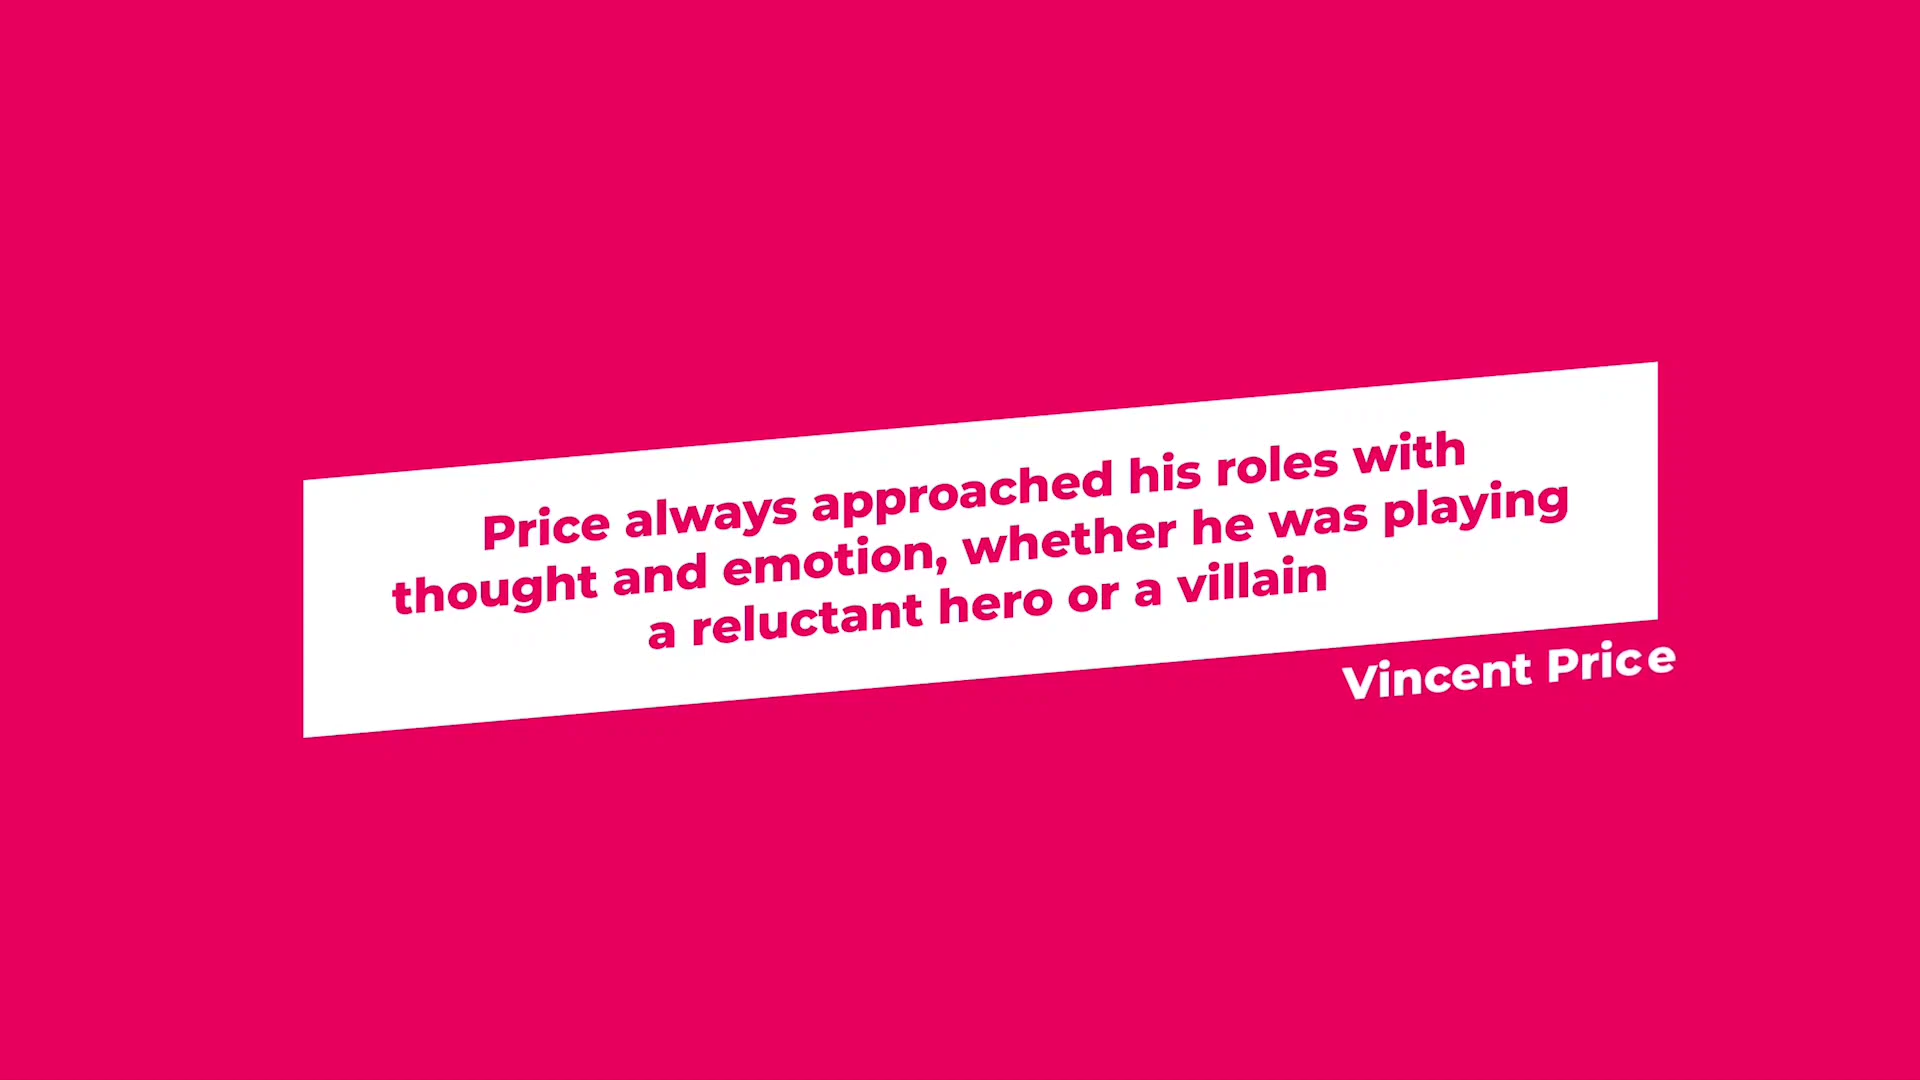 Price always approached his roles with
thought and emotion, whether he was playing
a reluctant hero or a villain
Vincent Price